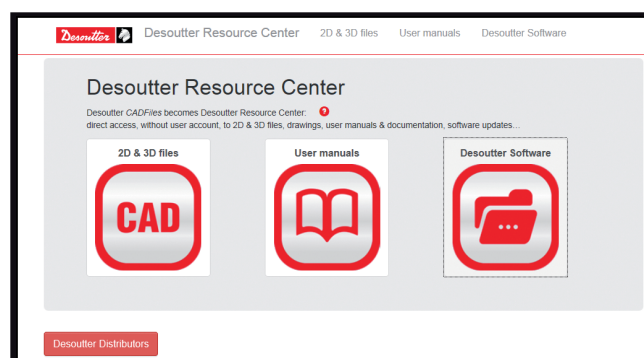 Desoutter Desoutter Resource Center 2D & 3D files User manuals Desoutter Software
Desoutter Resource Center
Desoutter CADFiles becomes Desoutter Resource Center: ?
direct access, without user account, to 2D & 3D files, drawings, user manuals & documentation, software updates…
2D & 3D files User manuals Desoutter Software
CAD
Desoutter Distributors